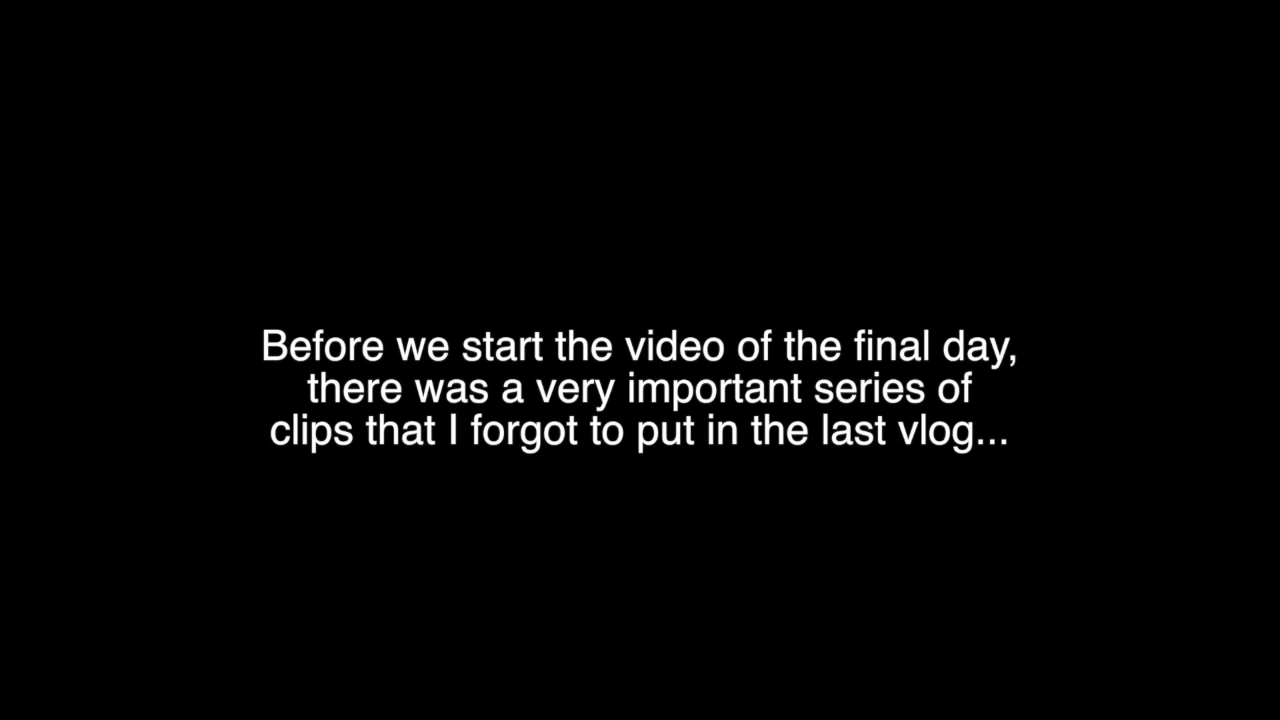 Before we start the video of the final day,
there was a very important series of
clips that I forgot to put in the last vlog...